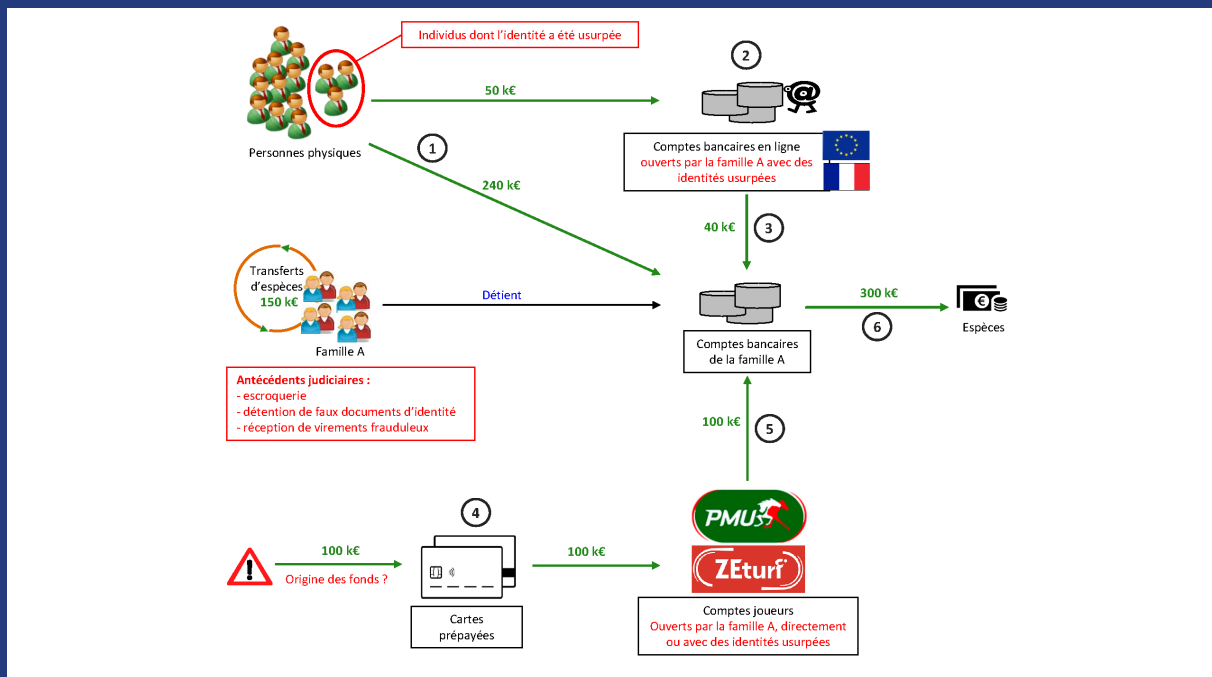 Individus dont l'identité a été usurpée
2
@
50 k€
Personnes physiques
1
Comptes bancaires en ligne
ouverts par la famille A avec des
identités usurpées
240 k€
40 k€
3
Transferts
d'espèces
150 k€
Détient
300 k€
€
6
Espèces
Famille A
Comptes bancaires
de la famille A
Antécédents judiciaires :
- escroquerie
- détention de faux documents d'identité
- réception de virements frauduleux
100 k€
5
4
PMU
!
100 k€
Origine des fonds ?
100 k€
ZEturf
Cartes
prépayées
Comptes joueurs
Ouverts par la famille A, directement
ou avec des identités usurpées